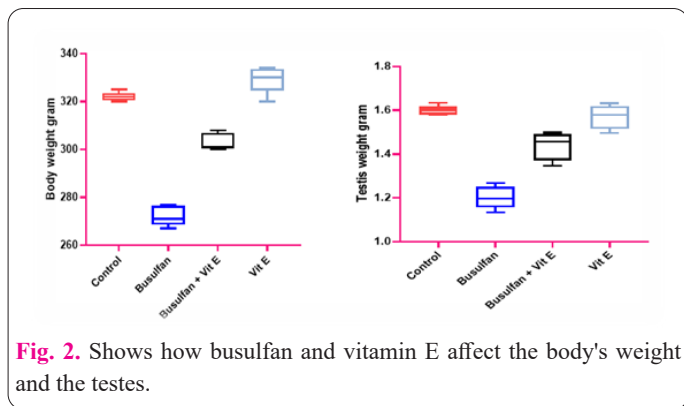 340
320
300
280
260
Body weight gram
Control
Busulfan
Busulfan + Vit E
Vit E
1.8
1.6
1.4
1.2
1.0
Testis weight gram
Control
Busulfan
Busulfan + Vit E
Vit E
Fig. 2. Shows how busulfan and vitamin E affect the body's weight
and the testes.